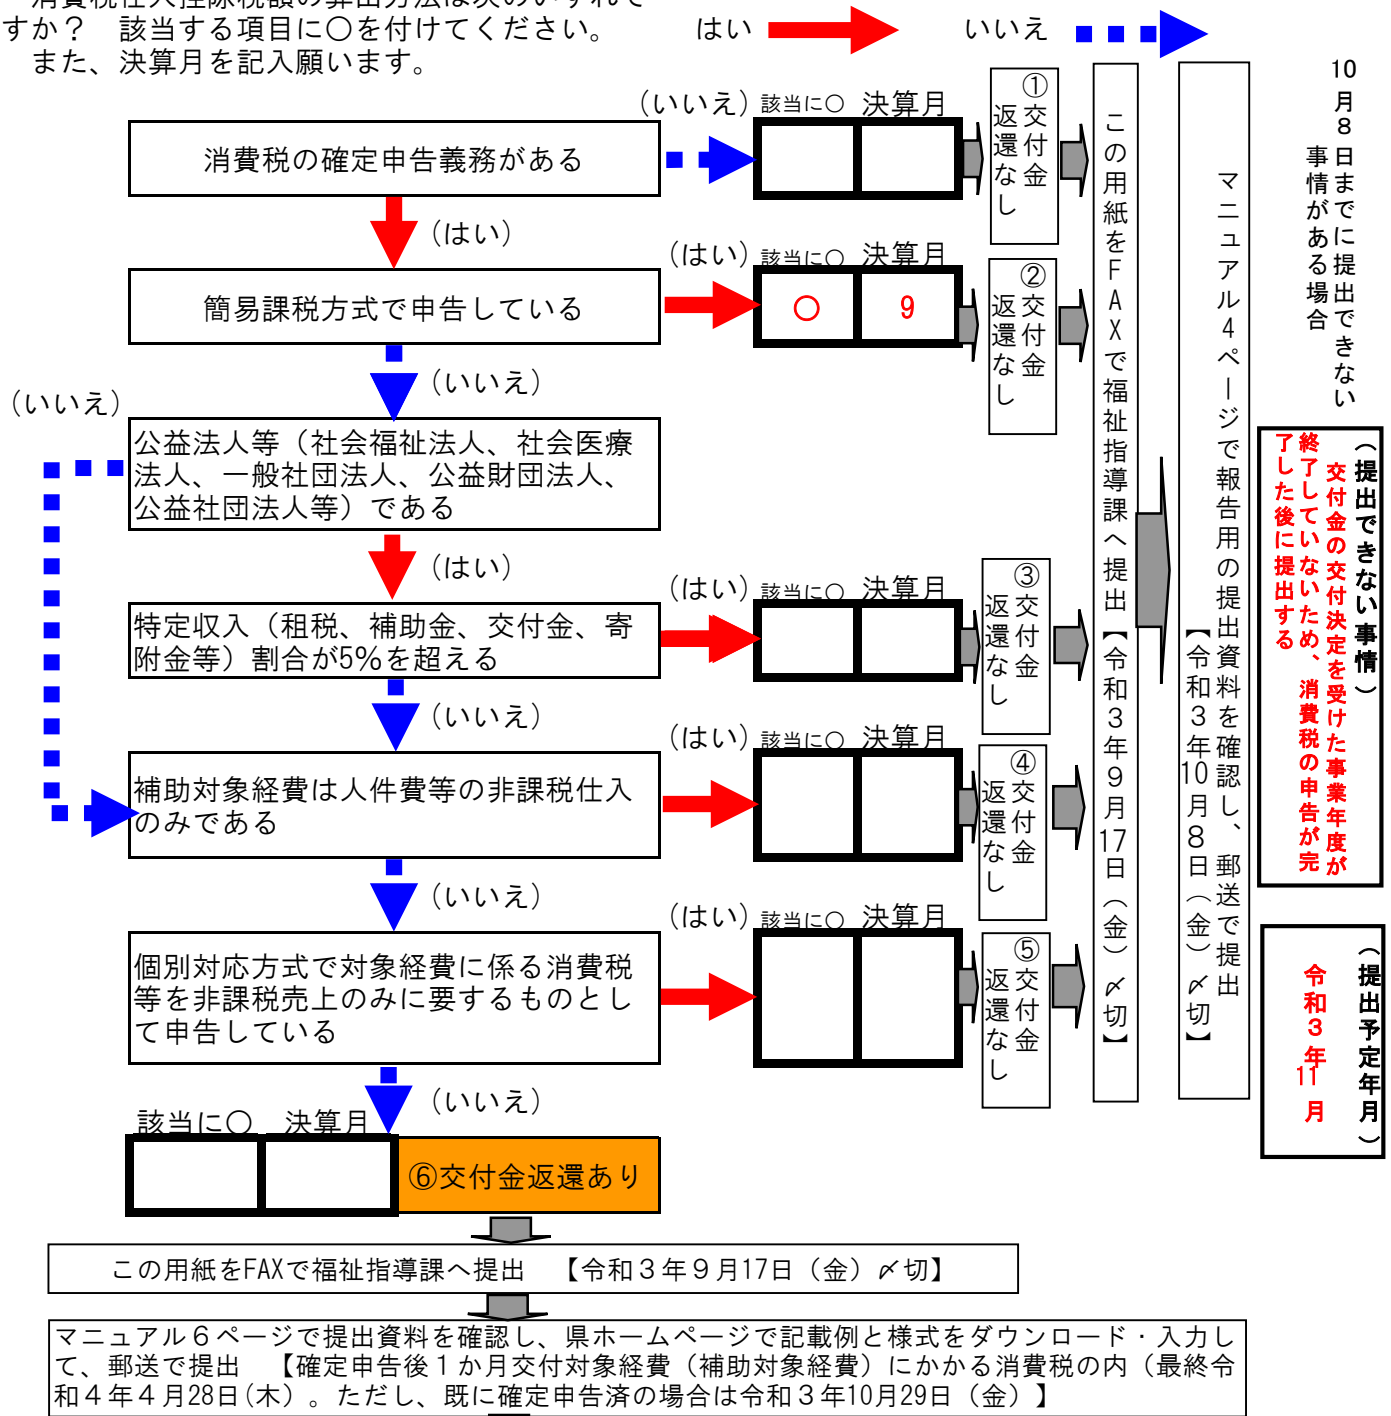 消費税仕入控除税額の算出方法は次のいずれで
すか？　該当する項目に〇を付けてください。
また、決算月を記入願います。
はい
いいえ
消費税の確定申告義務がある
（いいえ）
該当に〇
決算月
①交付金
返還なし
（はい）
簡易課税方式で申告している
（はい）
該当に〇
決算月
〇
9
②交付金
返還なし
（いいえ）
（いいえ）
公益法人等（社会福祉法人、社会医療
法人、一般社団法人、公益財団法人、
公益社団法人等）である
（はい）
特定収入（租税、補助金、交付金、寄
附金等）割合が5％を超える
（はい）
該当に〇
決算月
③交付金
返還なし
（いいえ）
補助対象経費は人件費等の非課税仕入
のみである
（はい）
該当に〇
決算月
④交付金
返還なし
（いいえ）
個別対応方式で対象経費に係る消費税
等を非課税売上のみに要するものとし
て申告している
（はい）
該当に〇
決算月
⑤交付金
返還なし
（いいえ）
該当に〇
決算月
⑥交付金返還あり
この用紙をＦＡＸで福祉指導課へ提出【令和３年９月17日（金）〆切】
マニュアル４ページで報告用の提出資料を確認し、郵送で提出
【令和３年10月８日（金）〆切】
10月８日までに提出できない
事情がある場合
（提出できない事情）
交付金の交付決定を受けた事業年度が
終了していないため、消費税の申告が完
了した後に提出する
（提出予定年月）
令和３年11月
この用紙をFAXで福祉指導課へ提出　【令和３年９月17日（金）〆切】
マニュアル６ページで提出資料を確認し、県ホームページで記載例と様式をダウンロード・入力し
て、郵送で提出　【確定申告後１か月交付対象経費（補助対象経費）にかかる消費税の内（最終令
和４年４月28日(木）。ただし、既に確定申告済の場合は令和３年10月29日（金）】